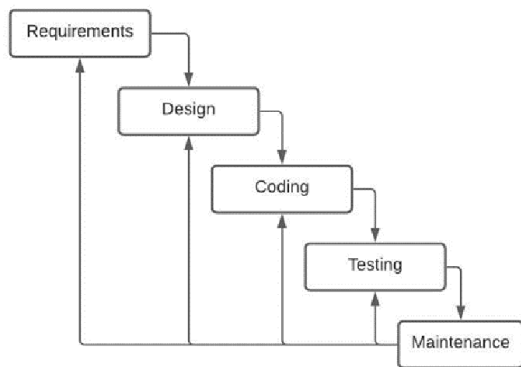 Requirements
Design
Coding
Testing
Maintenance